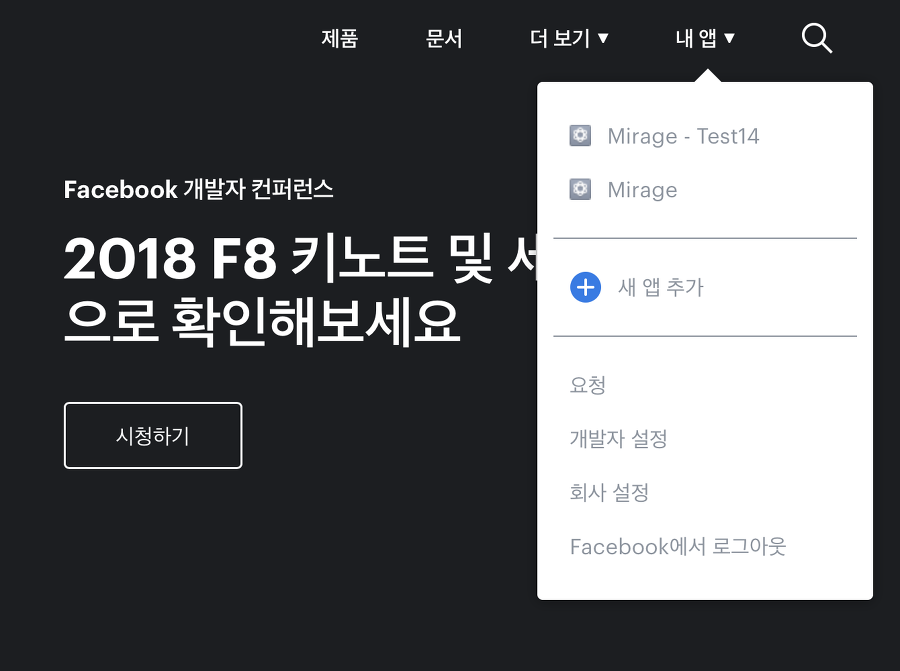 제품 문서 더 보기 ▼ 내 앱 ▼
Mirage - Test14
Mirage
새 앱 추가
요청
개발자 설정
회사 설정
Facebook에서 로그아웃
Facebook 개발자 컨퍼런스
2018 F8 키노트 및
으로 확인해보세요
시청하기